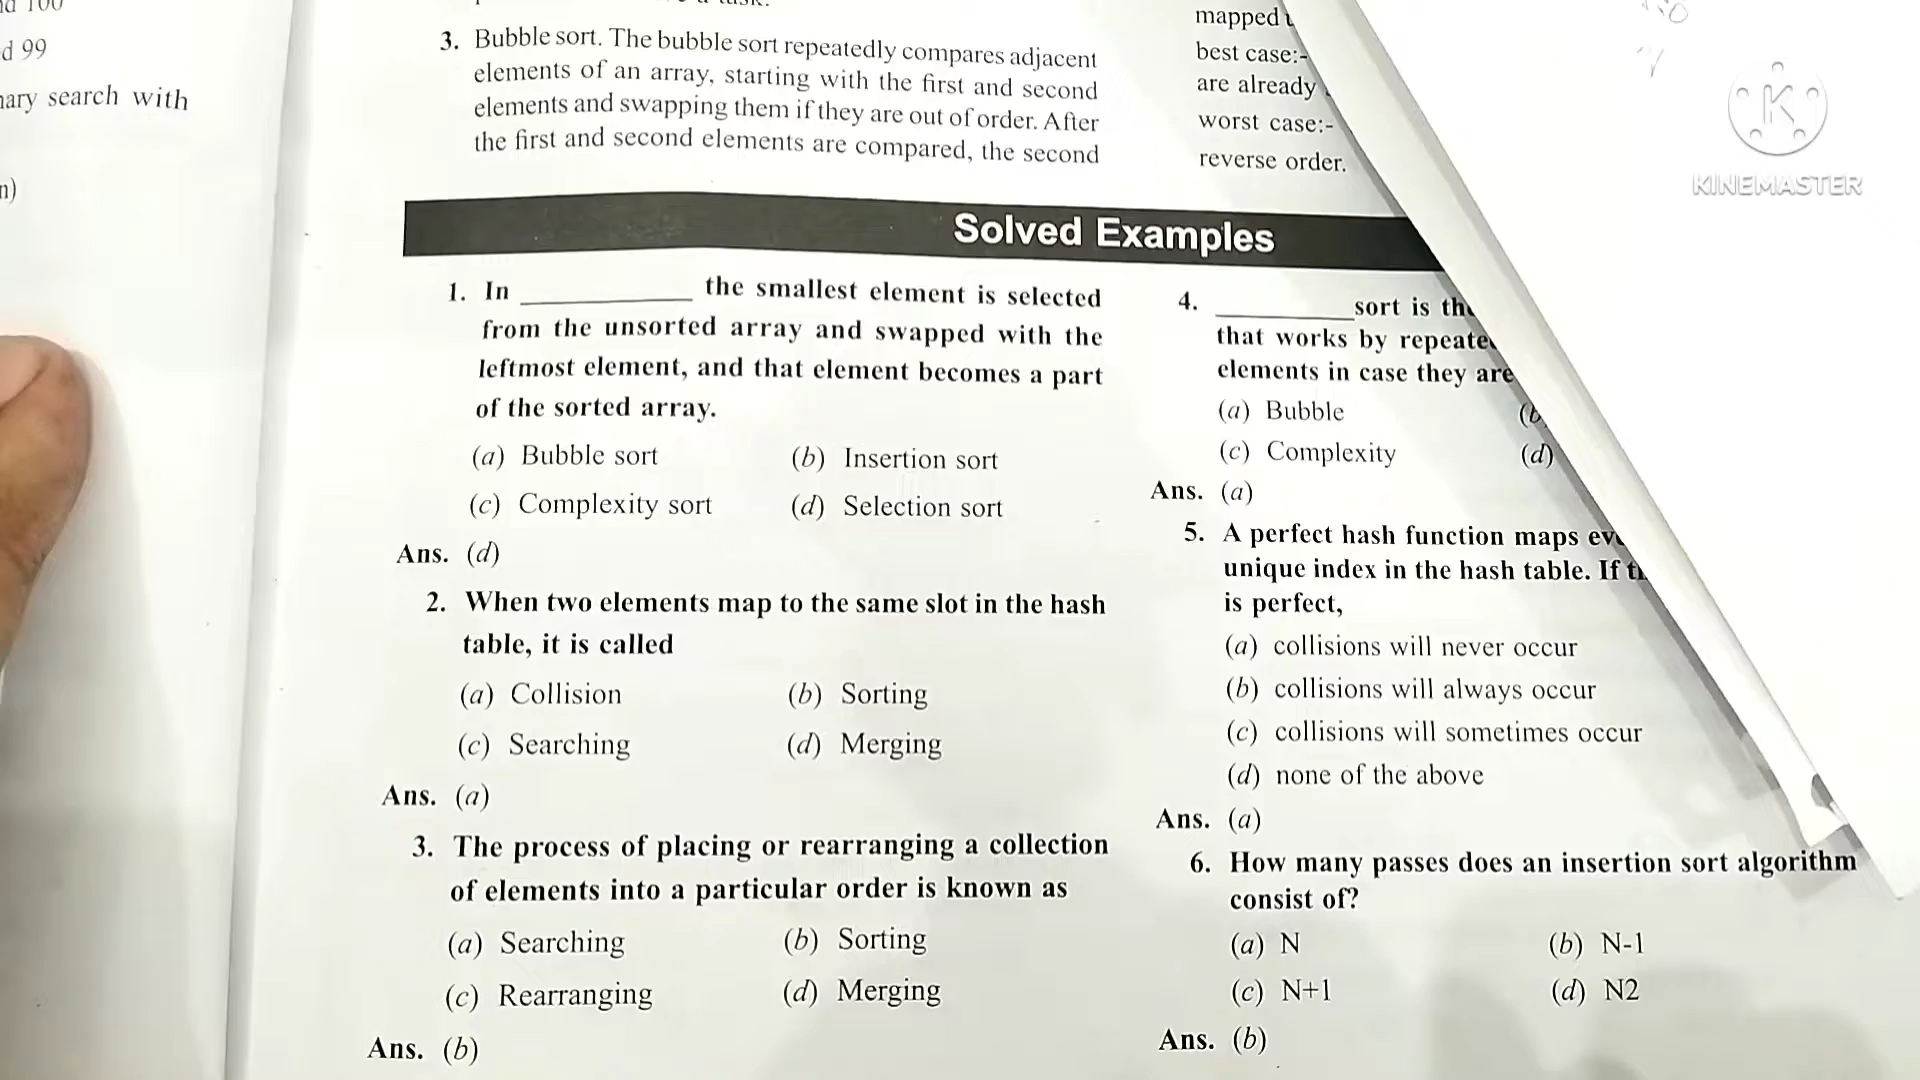 d 99
ary search with
n)
3. Bubble sort. The bubble sort repeatedly compares adjacent
elements of an array, starting with the first and second
elements and swapping them if they are out of order. After
the first and second elements are compared, the second
mapped
best case:-
are already
worst case:-
reverse order.
KINEMASTER
Solved Examples
1. In ____________ the smallest element is selected
from the unsorted array and swapped with the
leftmost element, and that element becomes a part
of the sorted array.
(a) Bubble sort (b) Insertion sort
(c) Complexity sort (d) Selection sort
Ans. (d)
2. When two elements map to the same slot in the hash
table, it is called
(a) Collision (b) Sorting
(c) Searching (d) Merging
Ans. (a)
3. The process of placing or rearranging a collection
of elements into a particular order is known as
(a) Searching (b) Sorting
(c) Rearranging (d) Merging
Ans. (b)
4. __________ sort is
that works by
elements in case they are
(a) Bubble (b
(c) Complexity (d)
Ans. (a)
5. A perfect hash function maps
unique index in the hash table. If
is perfect,
(a) collisions will never occur
(b) collisions will always occur
(c) collisions will sometimes occur
(d) none of the above
Ans. (a)
6. How many passes does an insertion sort algorithm
consist of?
(a) N (b) N-1
(c) N+1 (d) N2
Ans. (b)